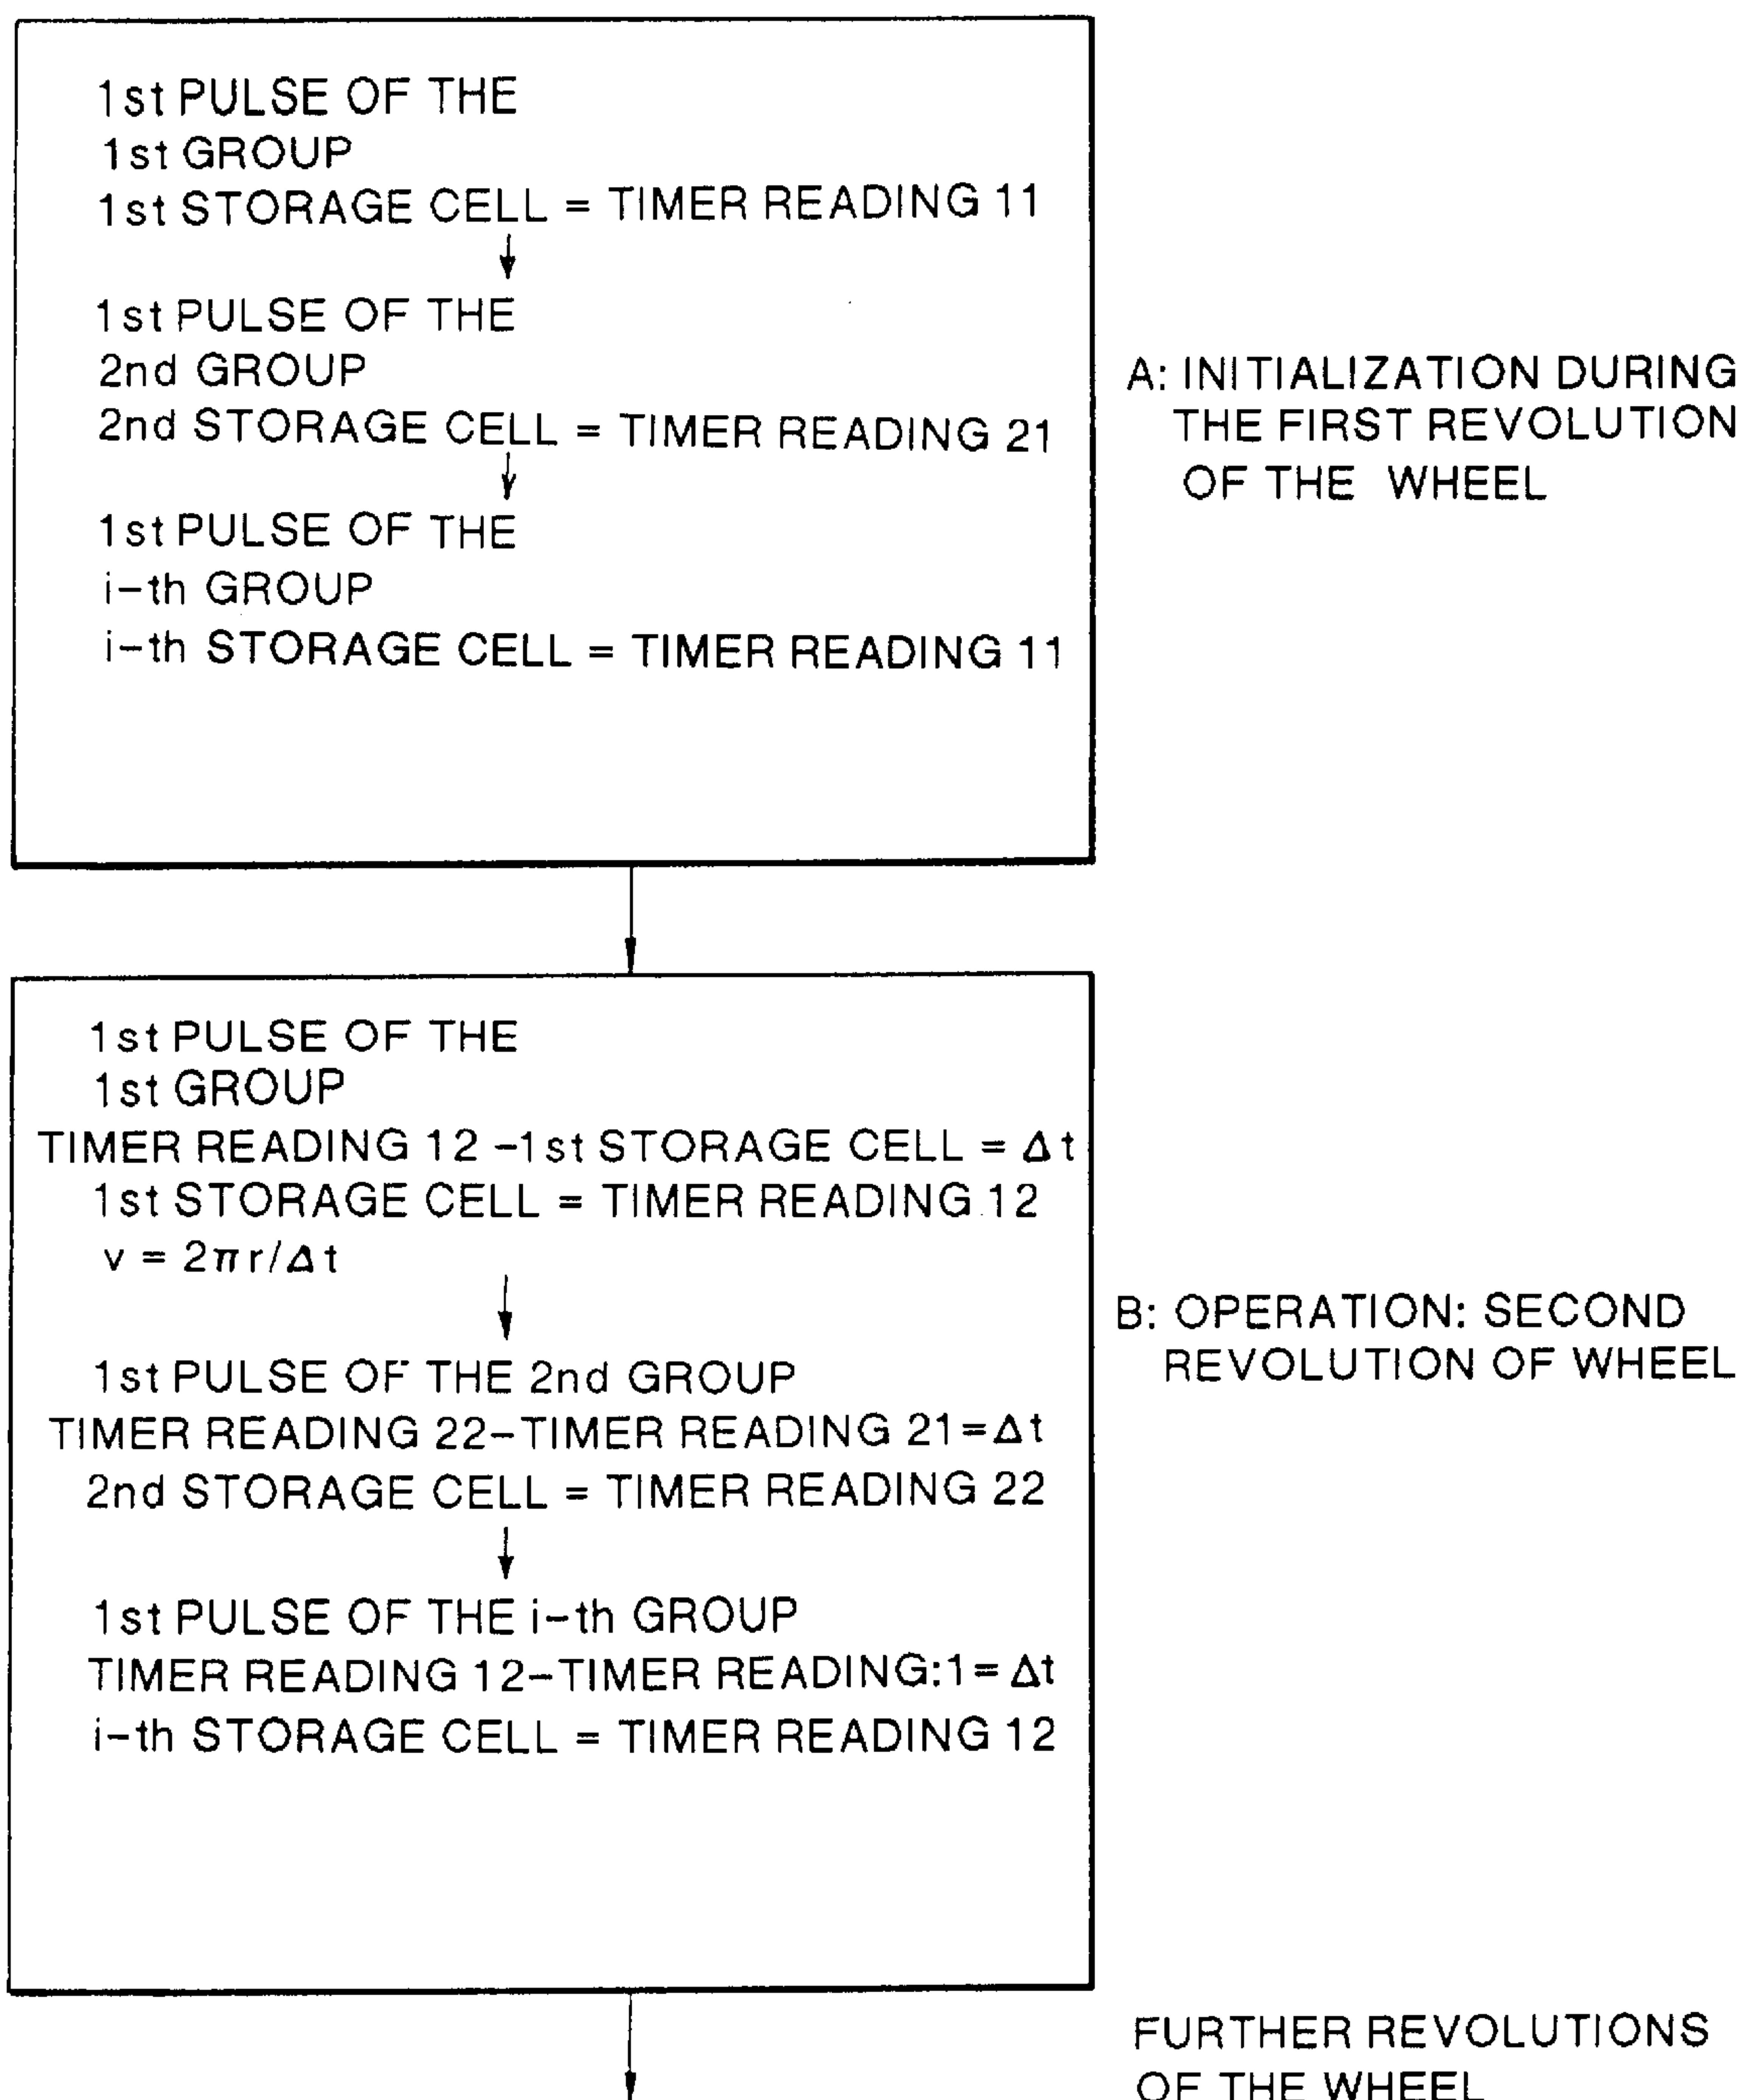 1st PULSE OF THE
1st GROUP
1st STORAGE CELL = TIMER READING 11
1st PULSE OF THE
2nd GROUP
2nd STORAGE CELL = TIMER READING 21
1st PULSE OF THE
i-th GROUP
i-th STORAGE CELL = TIMER READING 11
A: INITIALIZATION DURING
THE FIRST REVOLUTION
OF THE WHEEL
1st PULSE OF THE
1st GROUP
TIMER READING 12 -1st STORAGE CELL = Δt
1st STORAGE CELL = TIMER READING 12
v = 2πr/Δt
1st PULSE OF THE 2nd GROUP
TIMER READING 22-TIMER READING 21=Δt
2nd STORAGE CELL = TIMER READING 22
1st PULSE OF THE i-th GROUP
TIMER READING 12-TIMER READING:1=Δt
i-th STORAGE CELL = TIMER READING 12
B: OPERATION: SECOND
REVOLUTION OF WHEEL
FURTHER REVOLUTIONS
OF THE WHEEL